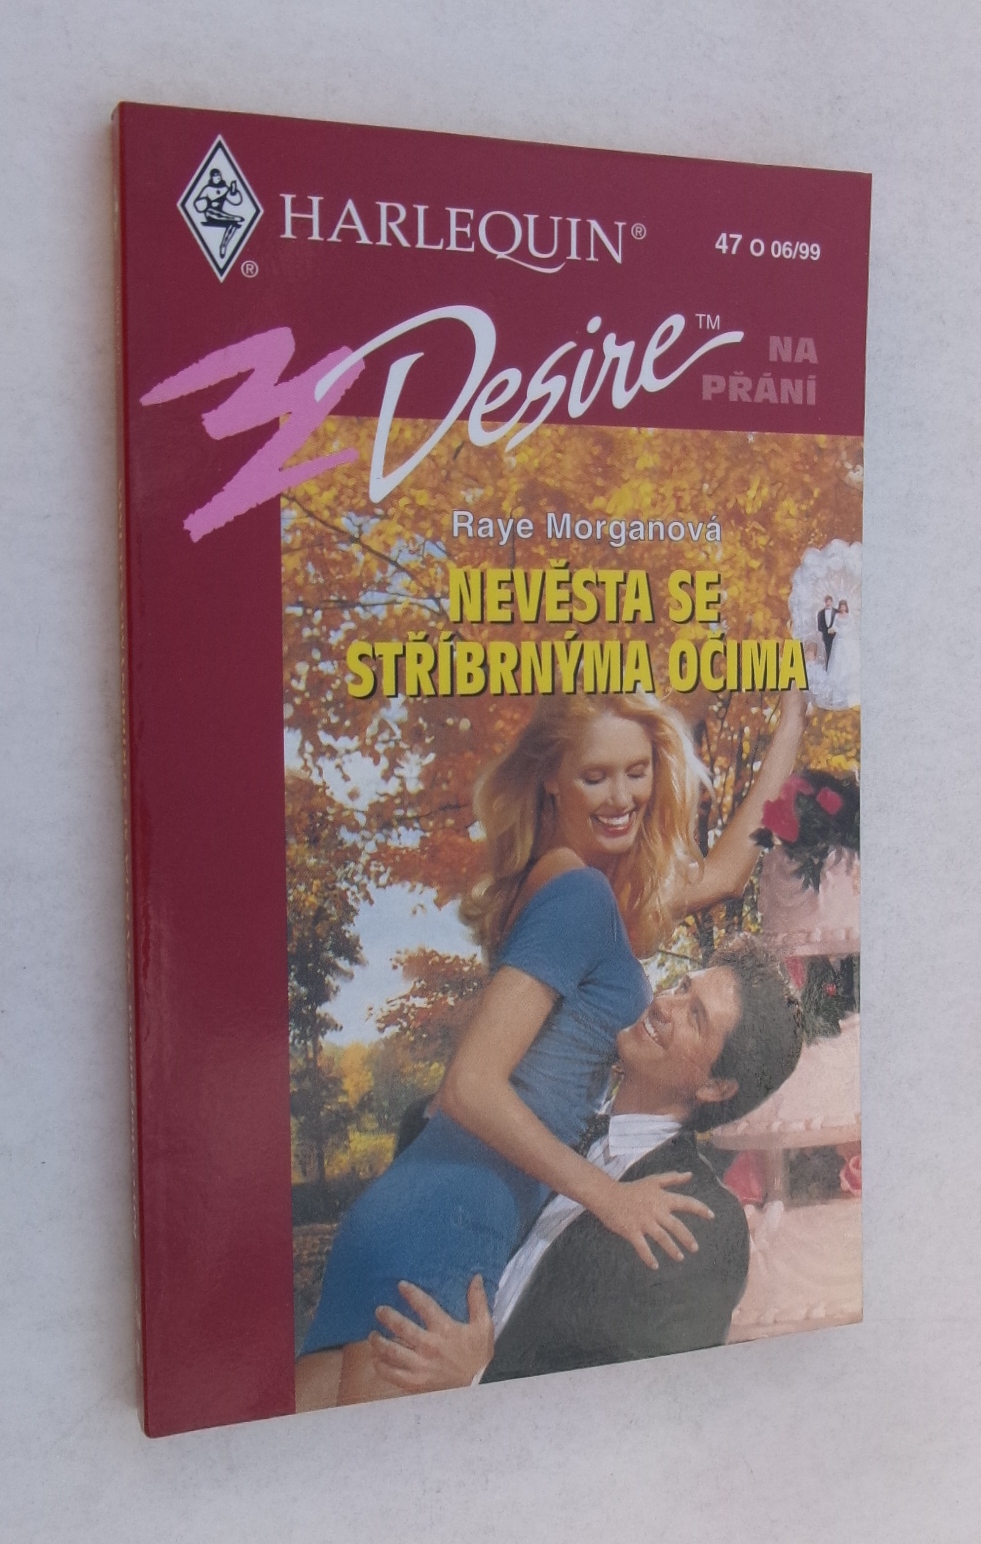 HARLEQUIN®
®
47 O 06/99
Desire™
NA
PŘÁNÍ
Raye Morganová
NEVĚSTA SE
STŘÍBRNÝMA OČIMA